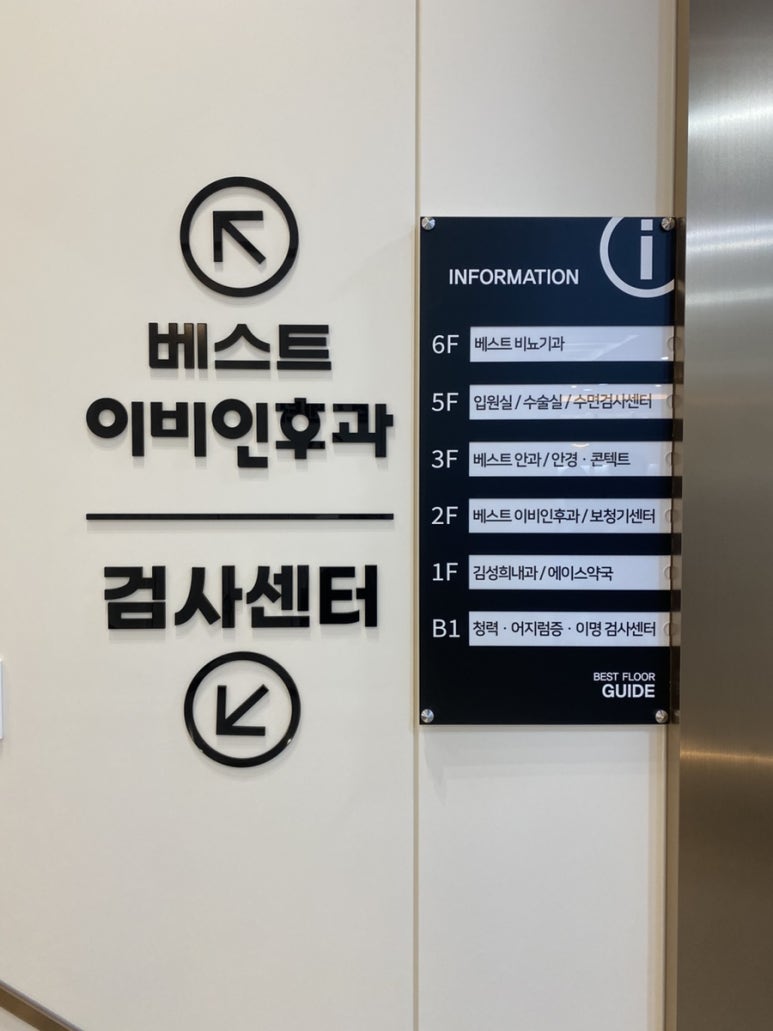 베스트
이비인후과
검사센터
INFORMATION
6F 베스트 비뇨기과
5F 입원실 / 수술실 / 수면검사센터
3F 베스트 안과 / 안경 · 콘텍트
2F 베스트 이비인후과 / 보청기센터
1F 김성희내과 / 에이스약국
B1 청력 · 어지럼증 · 이명 검사센터
BEST FLOOR
GUIDE